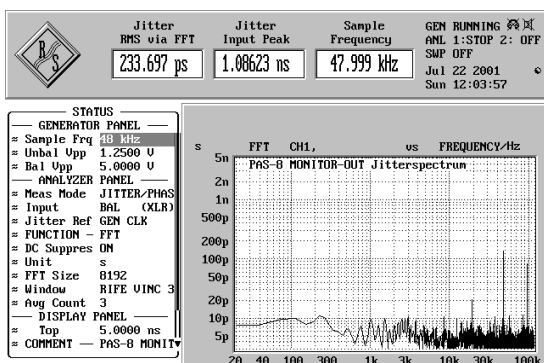 R S
Jitter
RMS via FFT
233.697 ps
Jitter
Input Peak
1.08623 ns
Sample
Frequency
47.999 kHz
GEN RUNNING
ANL 1:STOP 2: OFF
SWP OFF
Jul 22 2001
Sun 12:03:57
STATUS
GENERATOR PANEL
≈ Sample Frq 48 kHz
≈ Unbal Vpp 1.2500 V
≈ Bal Vpp 5.0000 V
ANALYZER PANEL
≈ Meas Mode JITTER/PHAS
≈ Input BAL (XLR)
≈ Jitter Ref GEN CLK
≈ FUNCTION - FFT
≈ DC Suppres ON
≈ Unit s
≈ FFT Size 8192
≈ Window RIFE VINC 3
≈ Avg Count 3
DISPLAY PANEL
≈ Top 5.0000 ns
≈ COMMENT — PAS-8 MONIT
s FFT CH1, vs FREQUENCY/Hz
PAS-8 MONITOR-OUT Jitterspectrum
5n
2n
1n
500p
200p
100p
50p
20p
10p
5p
20 40 100 300 1k 3k 10k 30k 100k